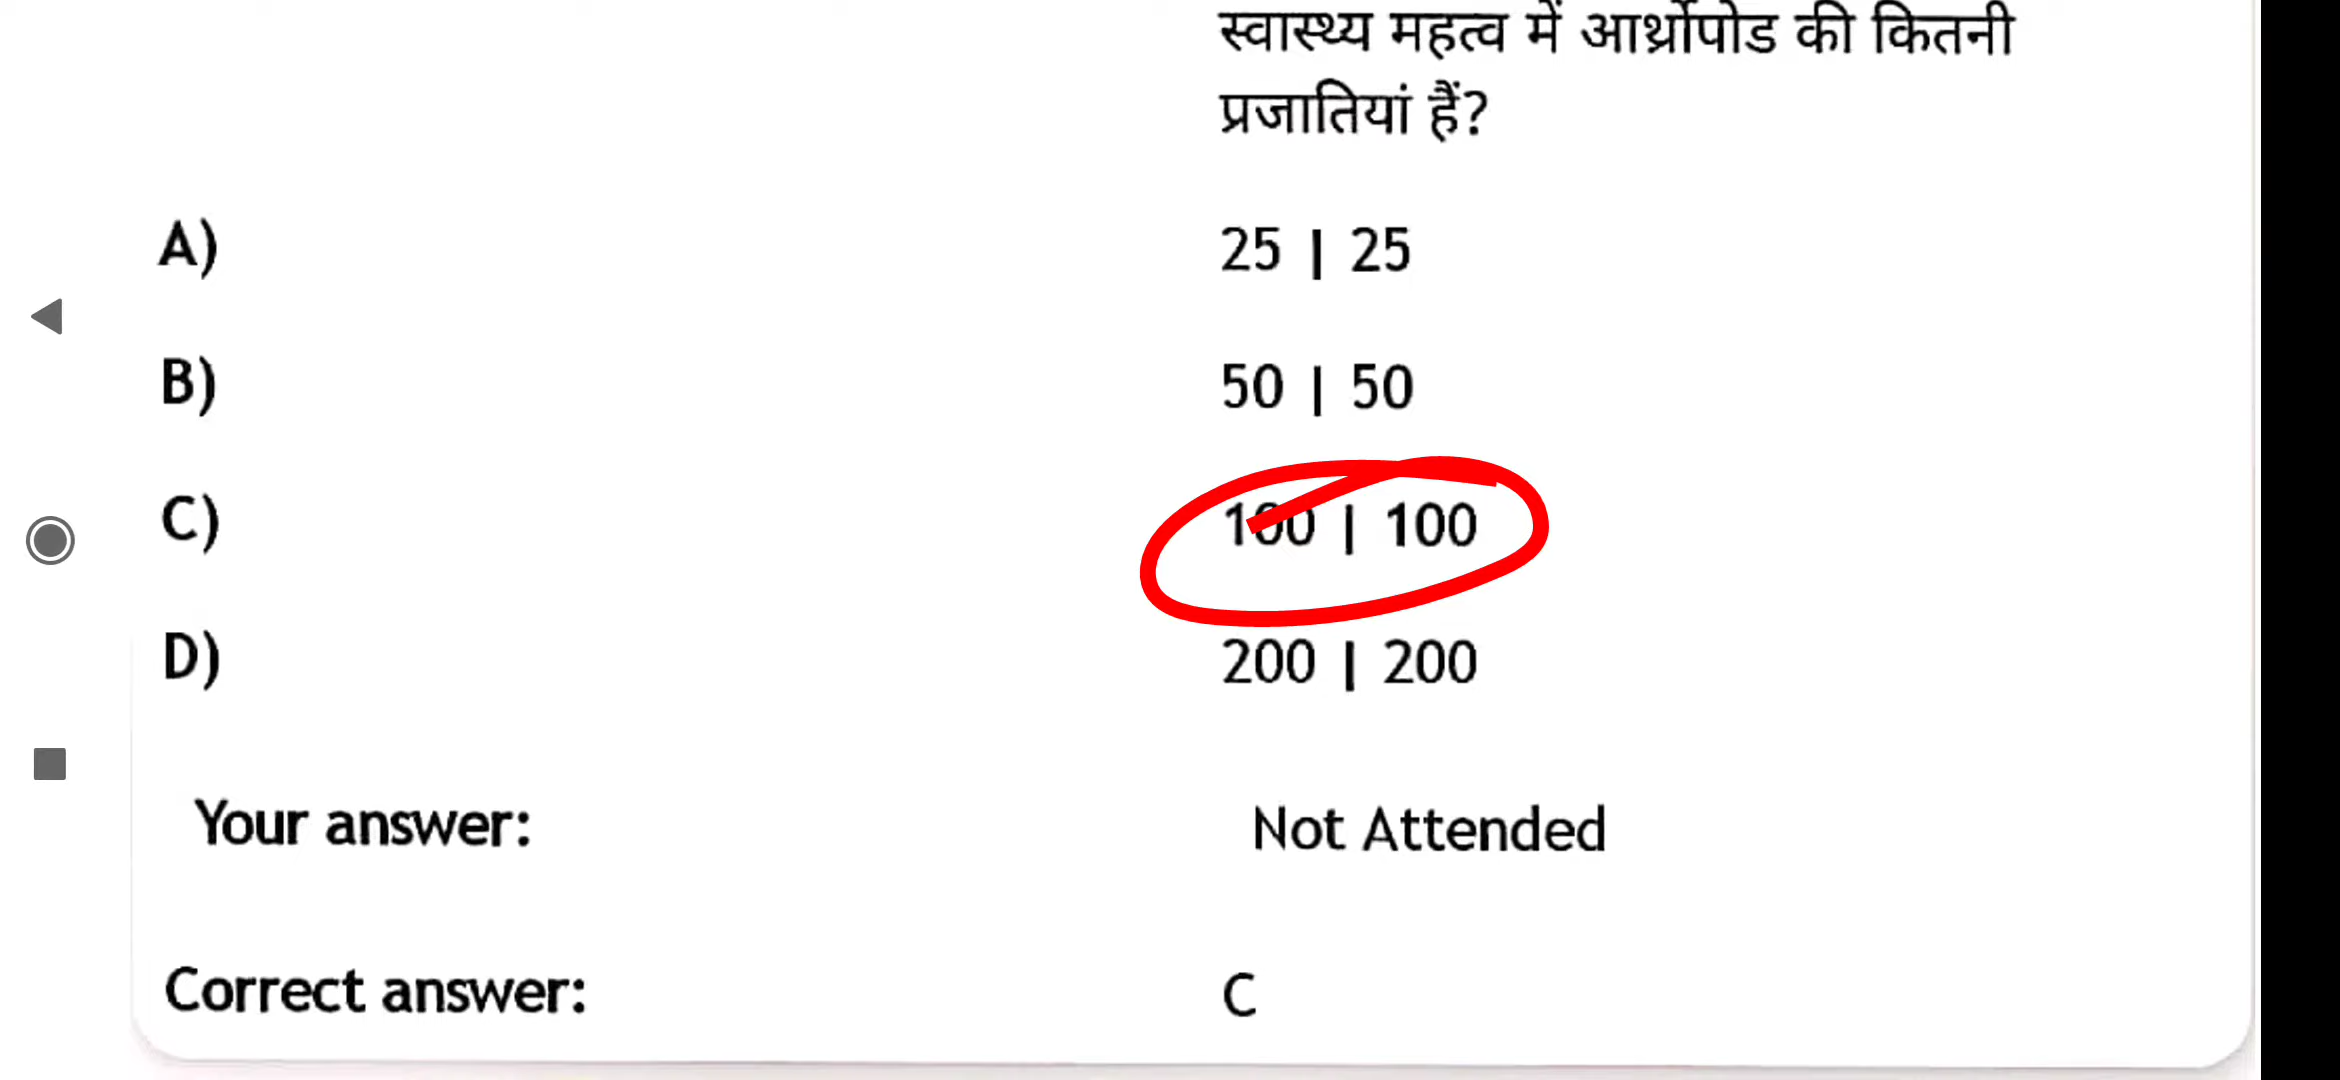 स्वास्थ्य महत्व में आर्थ्रोपोड की कितनी
प्रजातियां हैं?
A) 25 | 25
B) 50 | 50
C) 100 | 100
D) 200 | 200
Your answer: Not Attended
Correct answer: C